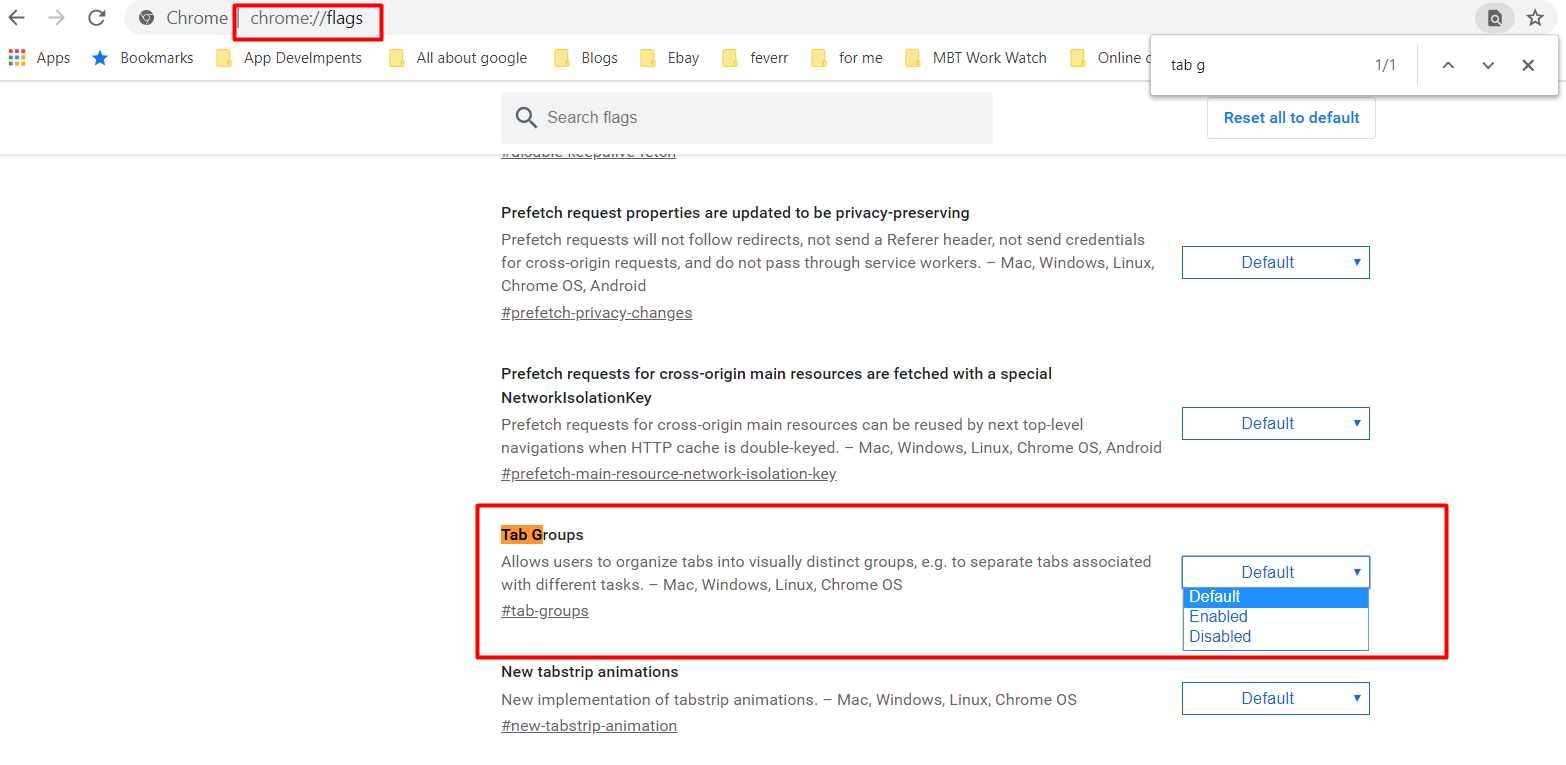 Chrome | chrome://flags
Apps Bookmarks App Develmpents All about google Blogs Ebay feverr for me MBT Work Watch Online
tab g 1/1
Search flags
Reset all to default
#disable-keepalive-fetch
Prefetch request properties are updated to be privacy-preserving
Prefetch requests will not follow redirects, not send a Referer header, not send credentials
for cross-origin requests, and do not pass through service workers. – Mac, Windows, Linux,
Chrome OS, Android
#prefetch-privacy-changes
Default
Prefetch requests for cross-origin main resources are fetched with a special
NetworkIsolationKey
Prefetch requests for cross-origin main resources can be reused by next top-level
navigations when HTTP cache is double-keyed. – Mac, Windows, Linux, Chrome OS, Android
#prefetch-main-resource-network-isolation-key
Default
Tab Groups
Allows users to organize tabs into visually distinct groups, e.g. to separate tabs associated
with different tasks. – Mac, Windows, Linux, Chrome OS
#tab-groups
Default
Default
Enabled
Disabled
New tabstrip animations
New implementation of tabstrip animations. – Mac, Windows, Linux, Chrome OS
#new-tabstrip-animation
Default